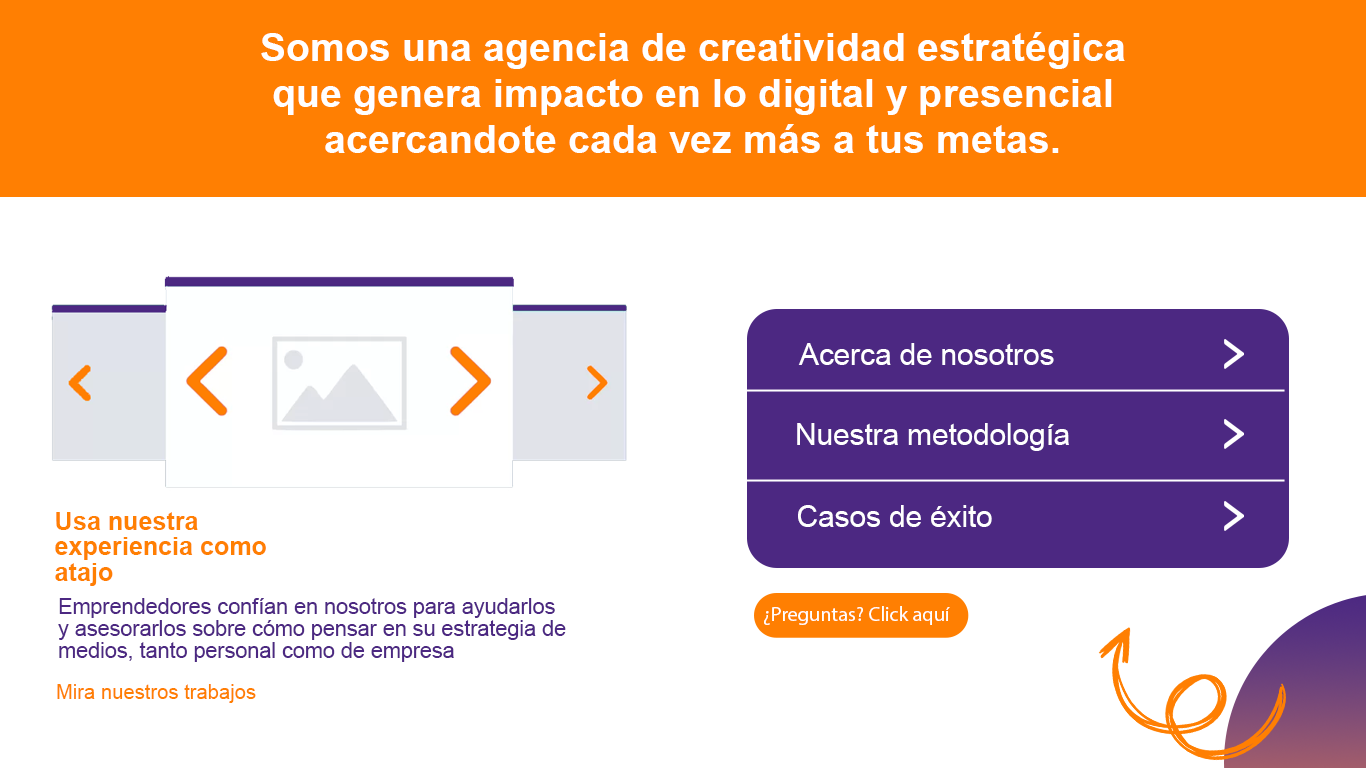 Somos una agencia de creatividad estratégica
que genera impacto en lo digital y presencial
acercandote cada vez más a tus metas.
Usa nuestra
experiencia como
atajo
Emprendedores confían en nosotros para ayudarlos
y asesorarlos sobre cómo pensar en su estrategia de
medios, tanto personal como de empresa
Mira nuestros trabajos
Acerca de nosotros
Nuestra metodología
Casos de éxito
¿Preguntas? Click aquí